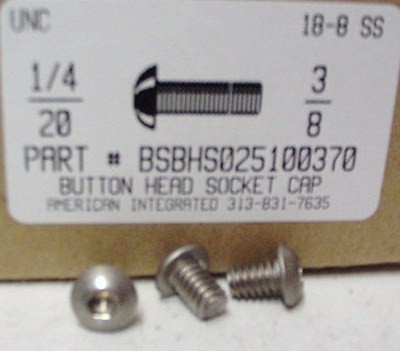 UNC 18-8 SS
1/4 3
20 8
PART # BSBHS025100370
BUTTON HEAD SOCKET CAP
AMERICAN INTEGRATED 313-831-7635